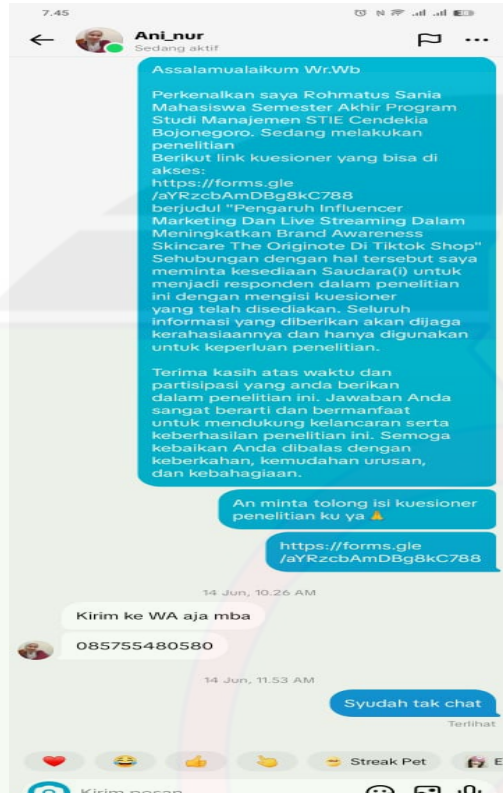 7.45
Ani_nur
Sedang aktif
Assalamualaikum Wr.Wb
Perkenalkan saya Rohmatus Sania
Mahasiswa Semester Akhir Program
Studi Manajemen STIE Cendekia
Bojonegoro. Sedang melakukan
penelitian
Berikut link kuesioner yang bisa di
akses:
https://forms.gle
/aYRzcbAmDBg8kC788
berjudul "Pengaruh Influencer
Marketing Dan Live Streaming Dalam
Meningkatkan Brand Awareness
Skincare The Originote Di Tiktok Shop"
Sehubungan dengan hal tersebut saya
meminta kesediaan Saudara(i) untuk
menjadi responden dalam penelitian
ini dengan mengisi kuesioner
yang telah disediakan. Seluruh
informasi yang diberikan akan dijaga
kerahasiaannya dan hanya digunakan
untuk keperluan penelitian.
Terima kasih atas waktu dan
partisipasi yang anda berikan
dalam penelitian ini. Jawaban Anda
sangat berarti dan bermanfaat
untuk mendukung kelancaran serta
keberhasilan penelitian ini. Semoga
kebaikan Anda dibalas dengan
keberkahan, kemudahan urusan,
dan kebahagiaan.
An minta tolong isi kuesioner
penelitian ku ya 🙏
https://forms.gle
/aYRzcbAmDBg8kC788
14 Jun, 10.26 AM
Kirim ke WA aja mba
085755480580
14 Jun, 11.53 AM
Syudah tak chat
Terlihat
Streak Pet
E
Kirim pesan